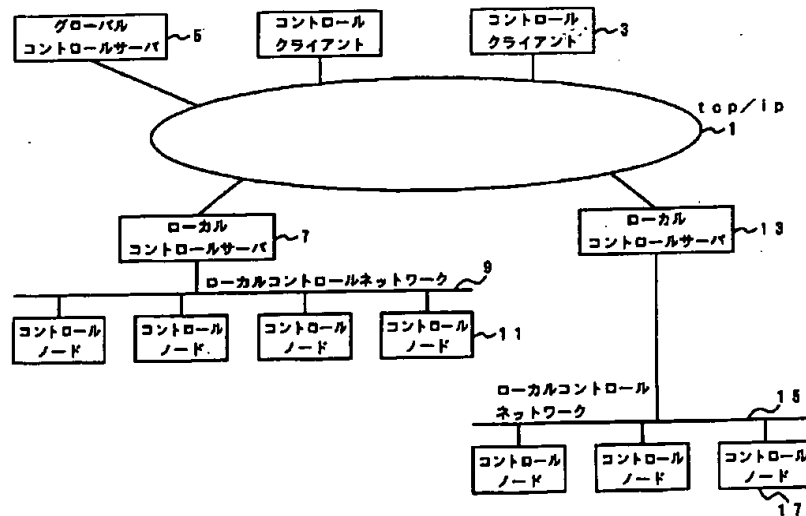 グローバル
コントロールサーバ
5
コントロール
クライアント
コントロール
クライアント
3
tcp/ip
1
ローカル
コントロールサーバ
7
ローカル
コントロールサーバ
13
ローカルコントロールネットワーク
9
コントロール
ノード
コントロール
ノード
コントロール
ノード
コントロール
ノード
11
ローカルコントロール
ネットワーク
15
コントロール
ノード
コントロール
ノード
コントロール
ノード
17